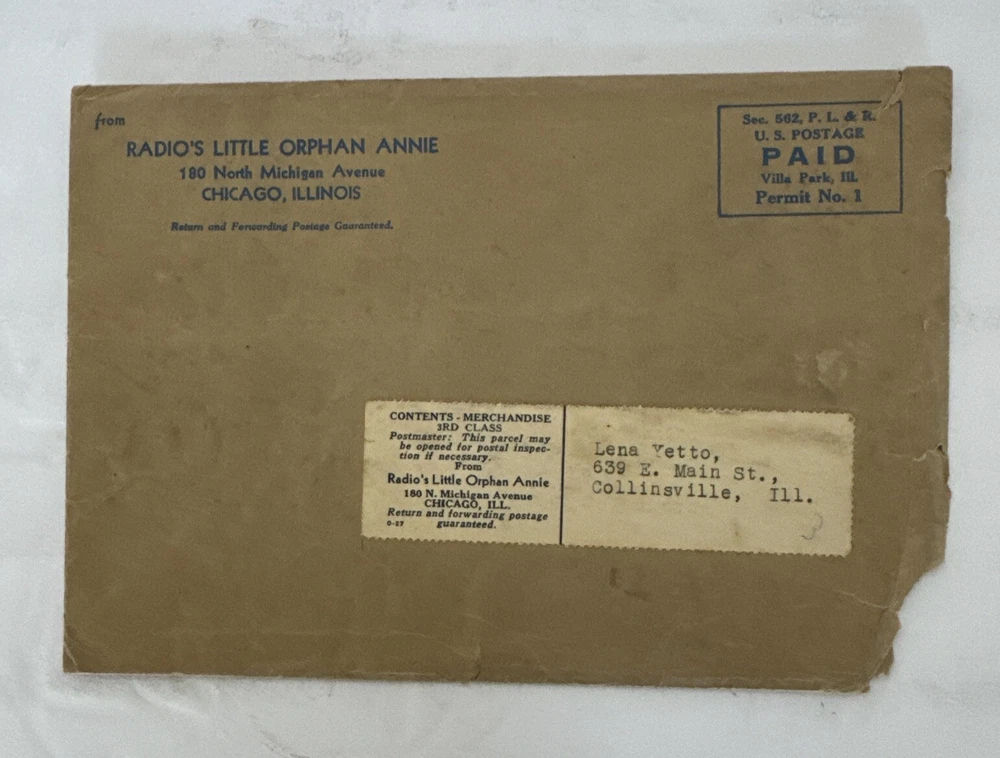 from
RADIO'S LITTLE ORPHAN ANNIE
180 North Michigan Avenue
CHICAGO, ILLINOIS
Return and Forwarding Postage Guaranteed.
Sec. 562, P. L. & R.
U. S. POSTAGE
PAID
Villa Park, Ill.
Permit No. 1
CONTENTS - MERCHANDISE
3RD CLASS
Postmaster: This parcel may
be opened for postal inspec-
tion if necessary.
From
Radio's Little Orphan Annie
180 N. Michigan Avenue
CHICAGO, ILL.
Return and forwarding postage
guaranteed.
0-27
Lena Yetto,
639 E. Main St.,
Collinsville, Ill.
3